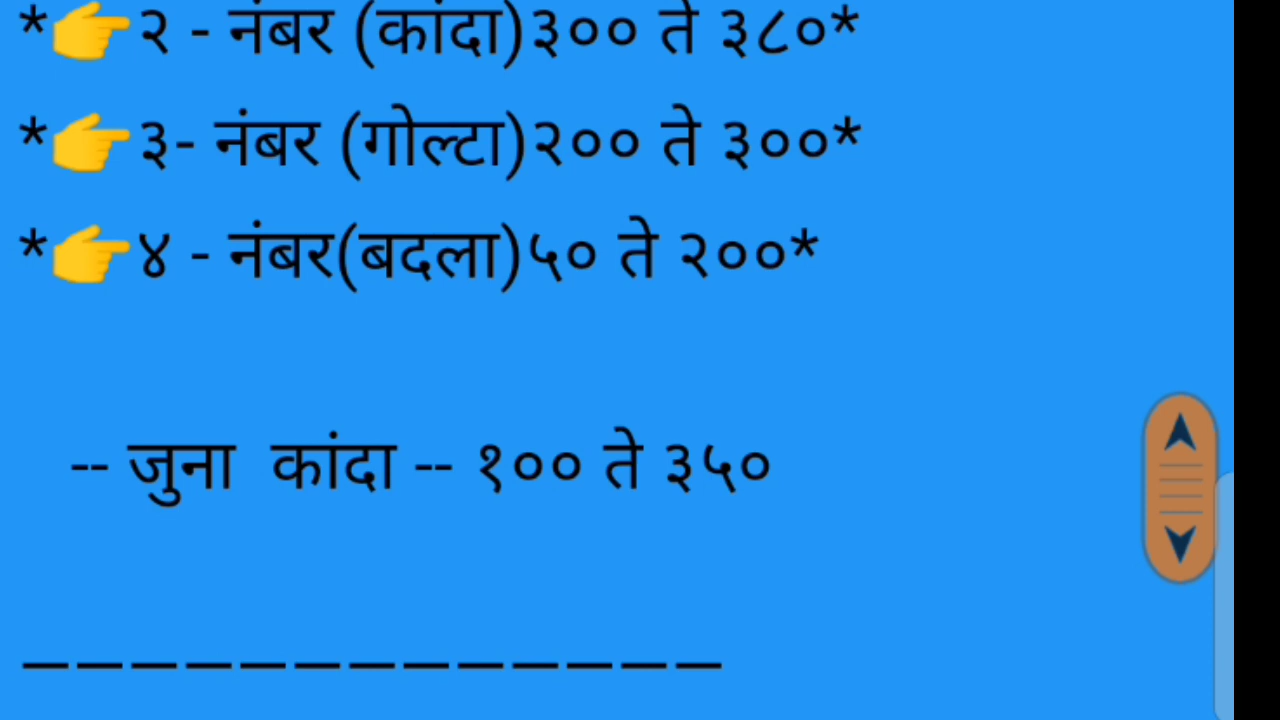 *👉२ - नंबर (कांदा)३०० ते ३८०*
*👉३- नंबर (गोल्टा)२०० ते ३००*
*👉४ - नंबर(बदला)५० ते २००*
-- जुना  कांदा -- १०० ते ३५०
—————————————